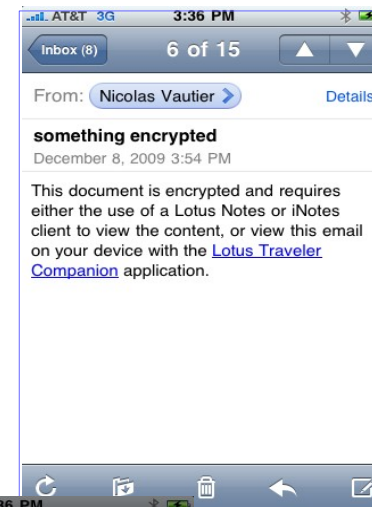 AT&T 3G 3:36 PM
Inbox (8) 6 of 15
From: Nicolas Vautier Details
something encrypted
December 8, 2009 3:54 PM
This document is encrypted and requires
either the use of a Lotus Notes or iNotes
client to view the content, or view this email
on your device with the Lotus Traveler
Companion application.
PM